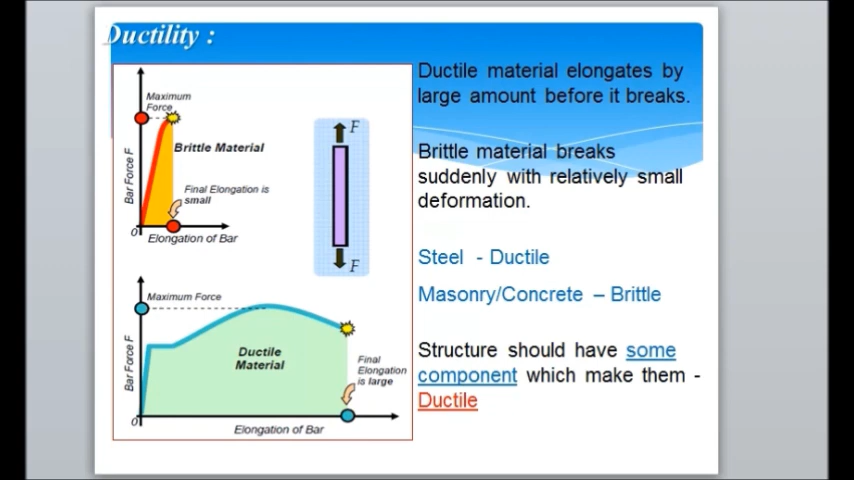 Ductility :
Maximum
Force
Brittle Material
Bar Force F
Final Elongation is
small
0
Elongation of Bar
F
F
Maximum Force
Ductile
Material
Bar Force F
Final
Elongation
is large
0
Elongation of Bar
Ductile material elongates by
large amount before it breaks.
Brittle material breaks
suddenly with relatively small
deformation.
Steel - Ductile
Masonry/Concrete – Brittle
Structure should have some
component which make them -
Ductile